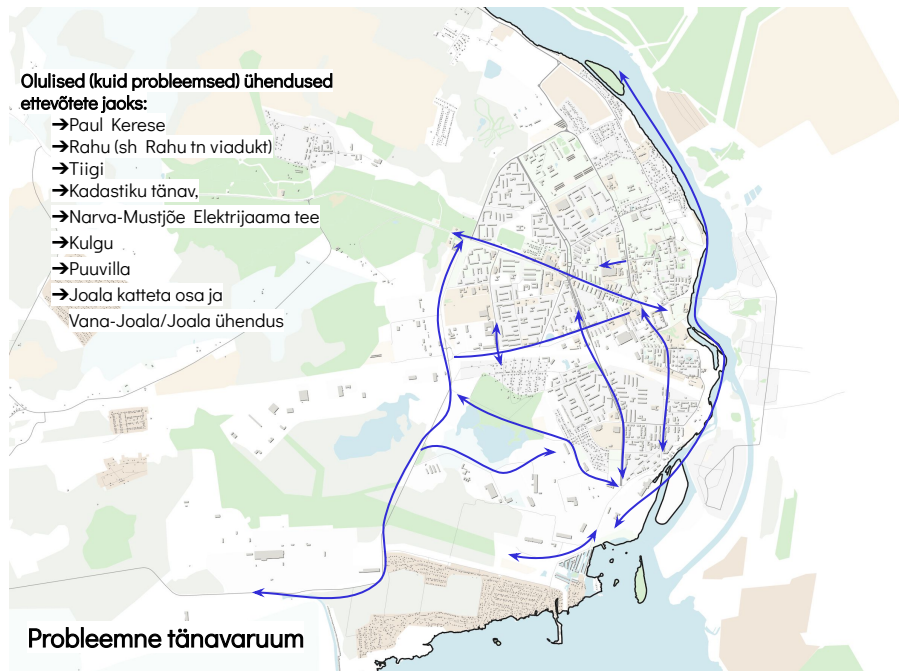 Olulised (kuid probleemsed) ühendused
ettevõtete jaoks:
➔Paul Kerese
➔Rahu (sh Rahu tn viadukt)
➔Tiigi
➔Kadastiku tänav,
➔Narva-Mustjõe Elektrijaama tee
➔Kulgu
➔Puuvilla
➔Joala katteta osa ja
Vana-Joala/Joala ühendus
Probleemne tänavaruum